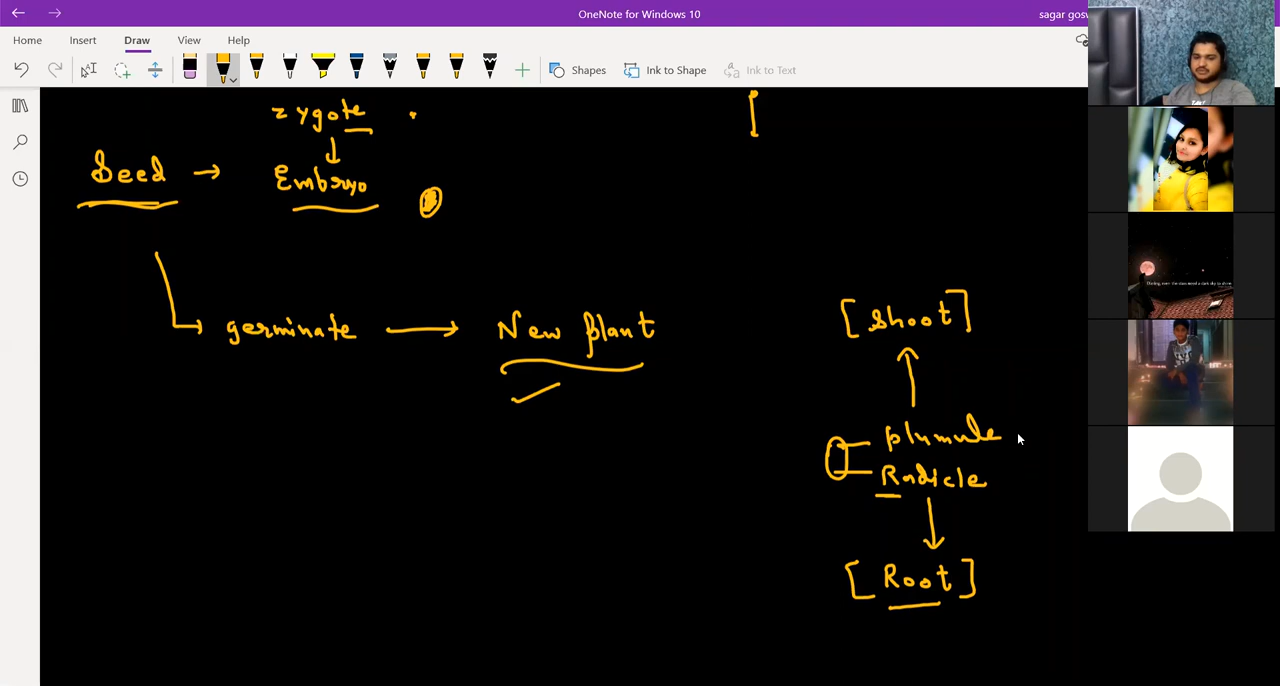 OneNote for Windows 10
sagar gosw
Home Insert Draw View Help
Shapes Ink to Shape Ink to Text
zygote
Seed → Embryo
germinate → New plant
[Shoot]
plumule
Radicle
[Root]